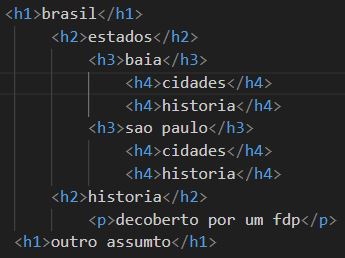 <h1>brasil</h1>
<h2>estados</h2>
<h3>baia</h3>
<h4>cidades</h4>
<h4>historia</h4>
<h3>sao paulo</h3>
<h4>cidades</h4>
<h4>historia</h4>
<h2>historia</h2>
<p>decoberto por um fdp</p>
<h1>outro assumto</h1>